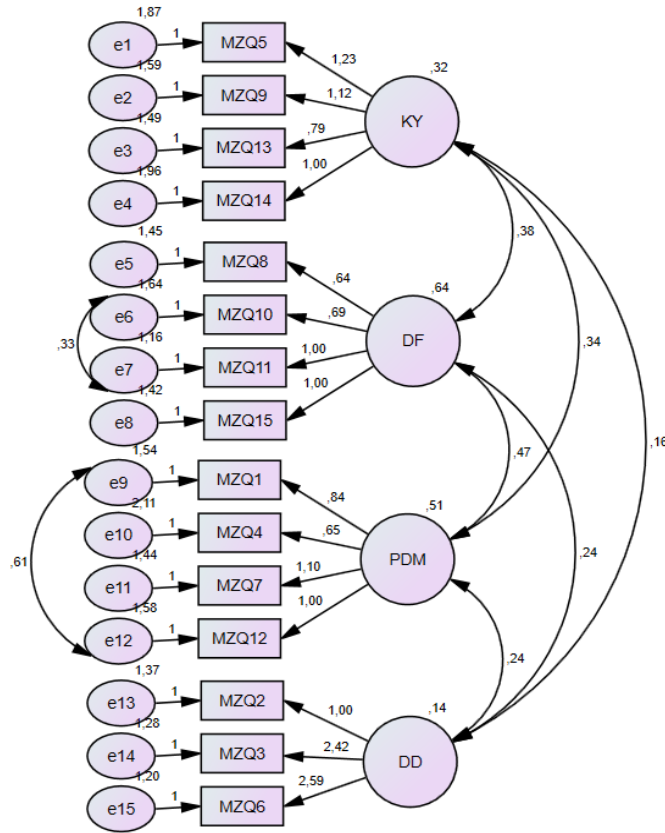 1,87
e1 1 MZQ5
1,23
,32
1,59
e2 1 MZQ9
1,12
KY
1,49
e3 1 MZQ13
,79
1,96
e4 1 MZQ14
1,00
,38
1,45
e5 1 MZQ8
,64
,64
1,64
e6 1 MZQ10
,69
DF
,33
,34
1,16
e7 1 MZQ11
1,00
1,42
e8 1 MZQ15
1,00
,16
1,54
e9 1 MZQ1
,84
,47
,51
2,11
e10 1 MZQ4
,65
PDM
,61
,24
1,44
e11 1 MZQ7
1,10
1,58
e12 1 MZQ12
1,00
,24
1,37
e13 1 MZQ2
1,00
,14
1,28
e14 1 MZQ3
2,42
DD
1,20
e15 1 MZQ6
2,59